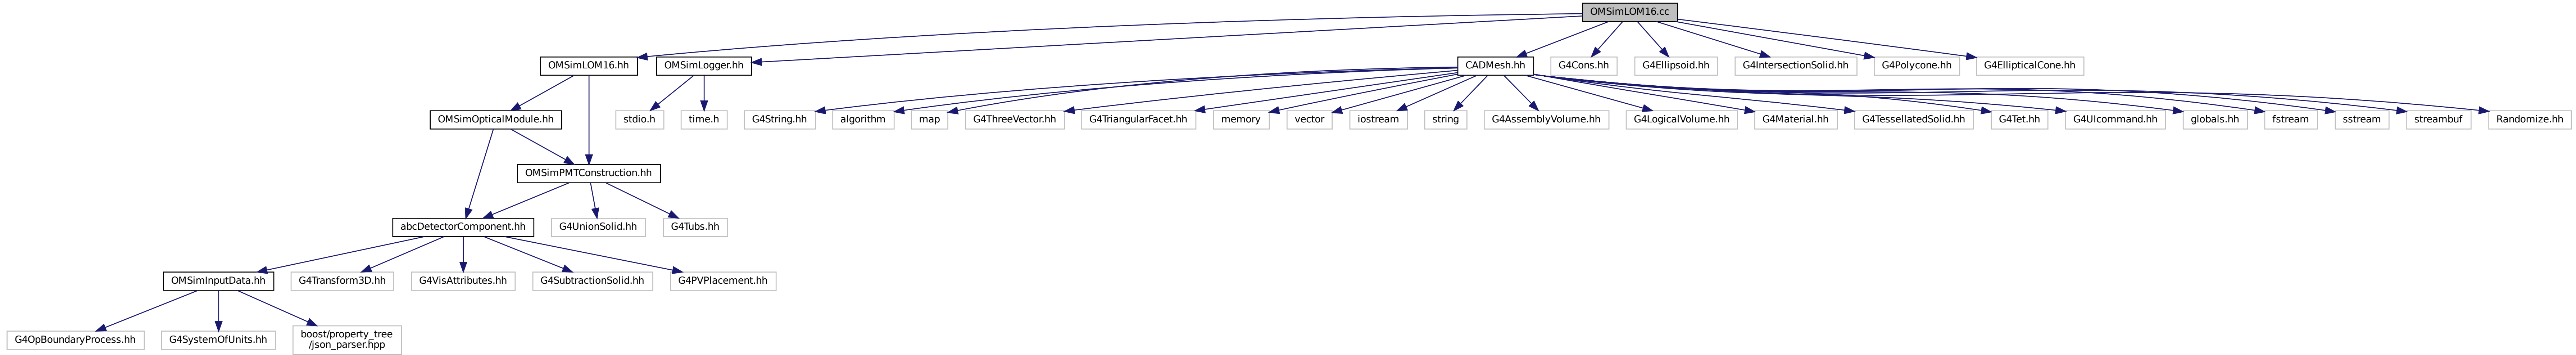 OMSimLOM16.cc
OMSimLOM16.hh
OMSimLogger.hh
CADMesh.hh
G4Cons.hh
G4Ellipsoid.hh
G4IntersectionSolid.hh
G4Polycone.hh
G4EllipticalCone.hh
OMSimOpticalModule.hh
stdio.h
time.h
G4String.hh
algorithm
map
G4ThreeVector.hh
G4TriangularFacet.hh
memory
vector
iostream
string
G4AssemblyVolume.hh
G4LogicalVolume.hh
G4Material.hh
G4TessellatedSolid.hh
G4Tet.hh
G4UIcommand.hh
globals.hh
fstream
sstream
streambuf
Randomize.hh
OMSimPMTConstruction.hh
abcDetectorComponent.hh
G4UnionSolid.hh
G4Tubs.hh
OMSimInputData.hh
G4Transform3D.hh
G4VisAttributes.hh
G4SubtractionSolid.hh
G4PVPlacement.hh
G4OpBoundaryProcess.hh
G4SystemOfUnits.hh
boost/property_tree
/json_parser.hpp